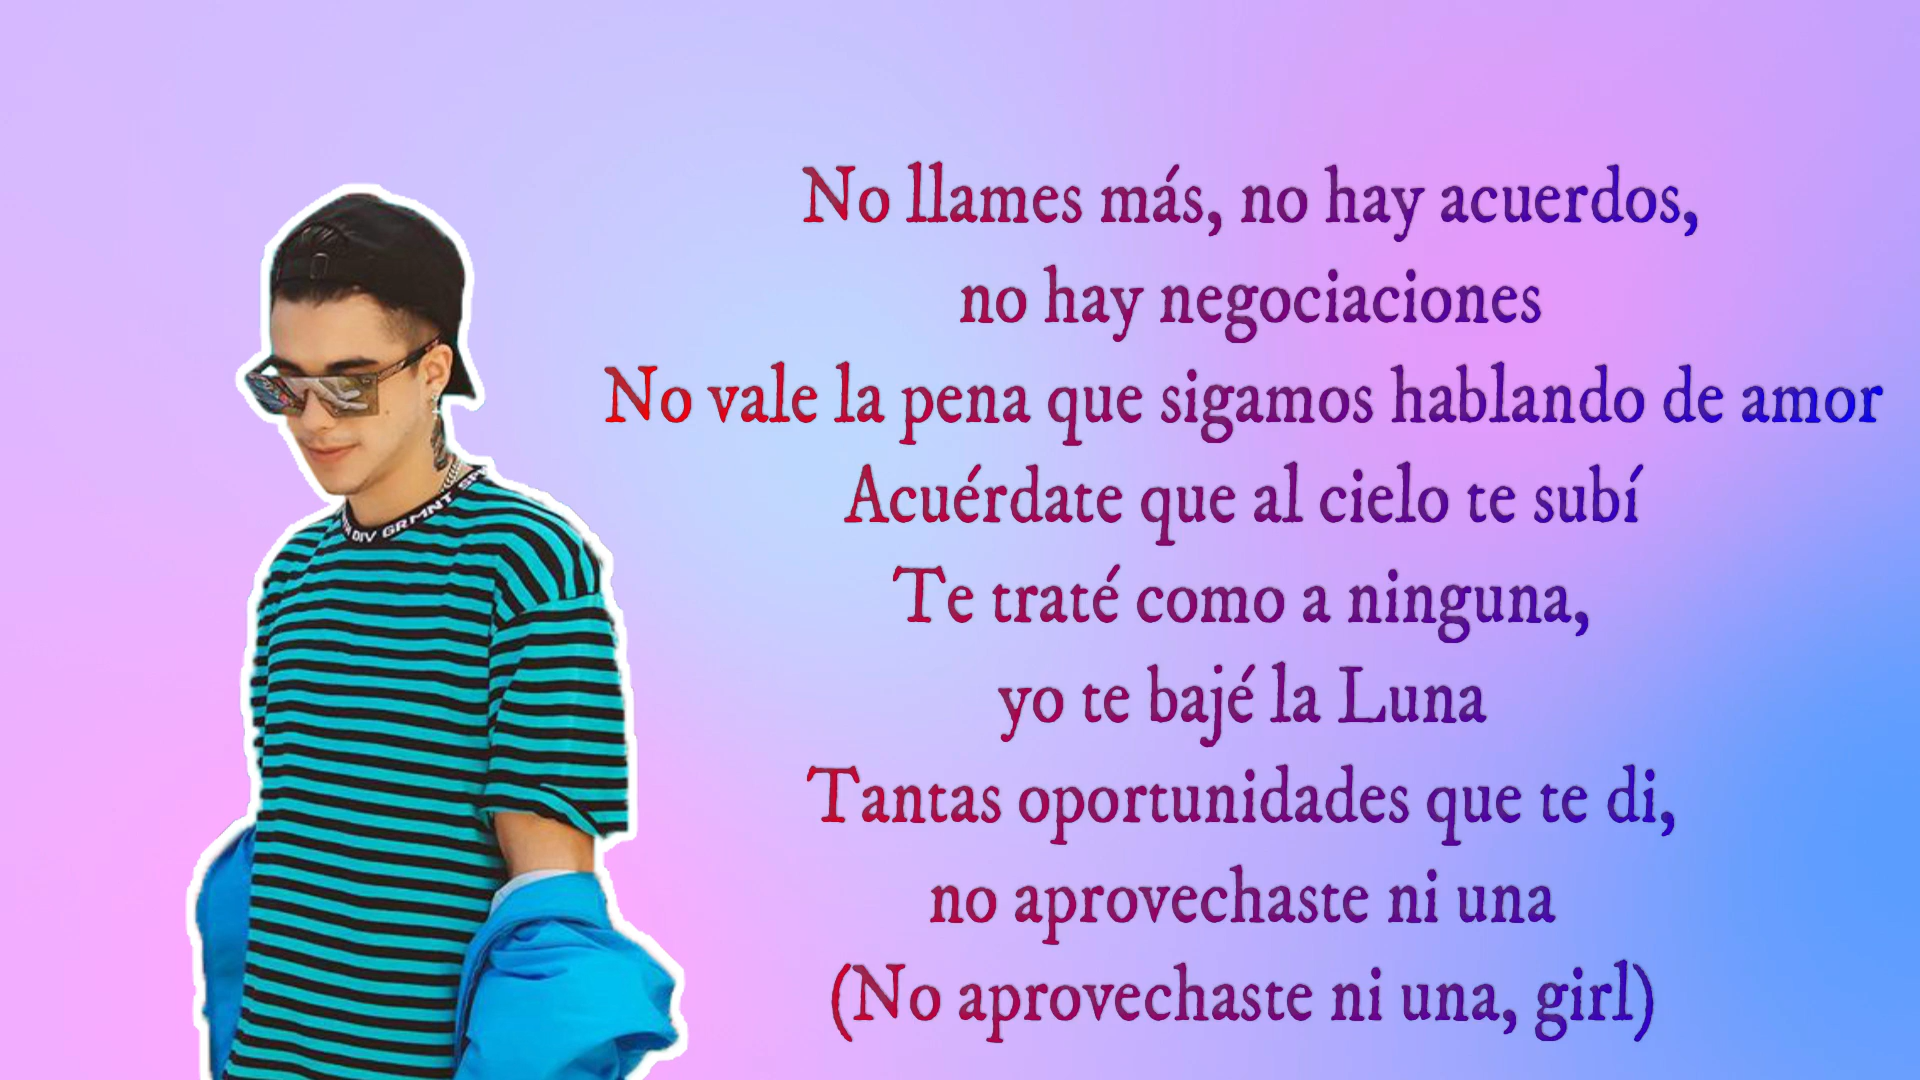 No llames más, no hay acuerdos,
no hay negociaciones
No vale la pena que sigamos hablando de amor
Acuérdate que al cielo te subí
Te traté como a ninguna,
yo te bajé la Luna
Tantas oportunidades que te di,
no aprovechaste ni una
(No aprovechaste ni una, girl)
DIV GRMNT